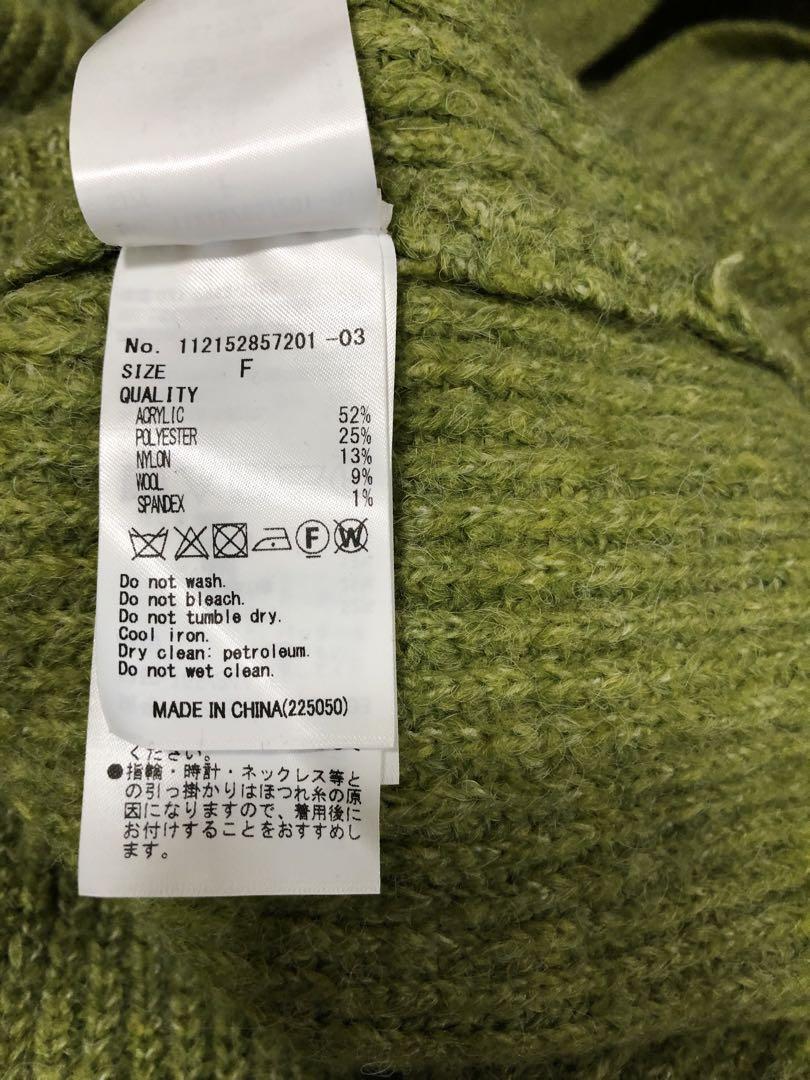 No. 112152857201 -03
SIZE F
QUALITY
ACRYLIC 52%
POLYESTER 25%
NYLON 13%
WOOL 9%
SPANDEX 1%
F W
Do not wash.
Do not bleach.
Do not tumble dry.
Cool iron.
Dry clean: petroleum.
Do not wet clean.
MADE IN CHINA(225050)
ください。
●指輪・時計・ネックレス等と
の引っ掛かりはほつれ糸の原
因になりますので、着用後に
お付けすることをおすすめし
ます。